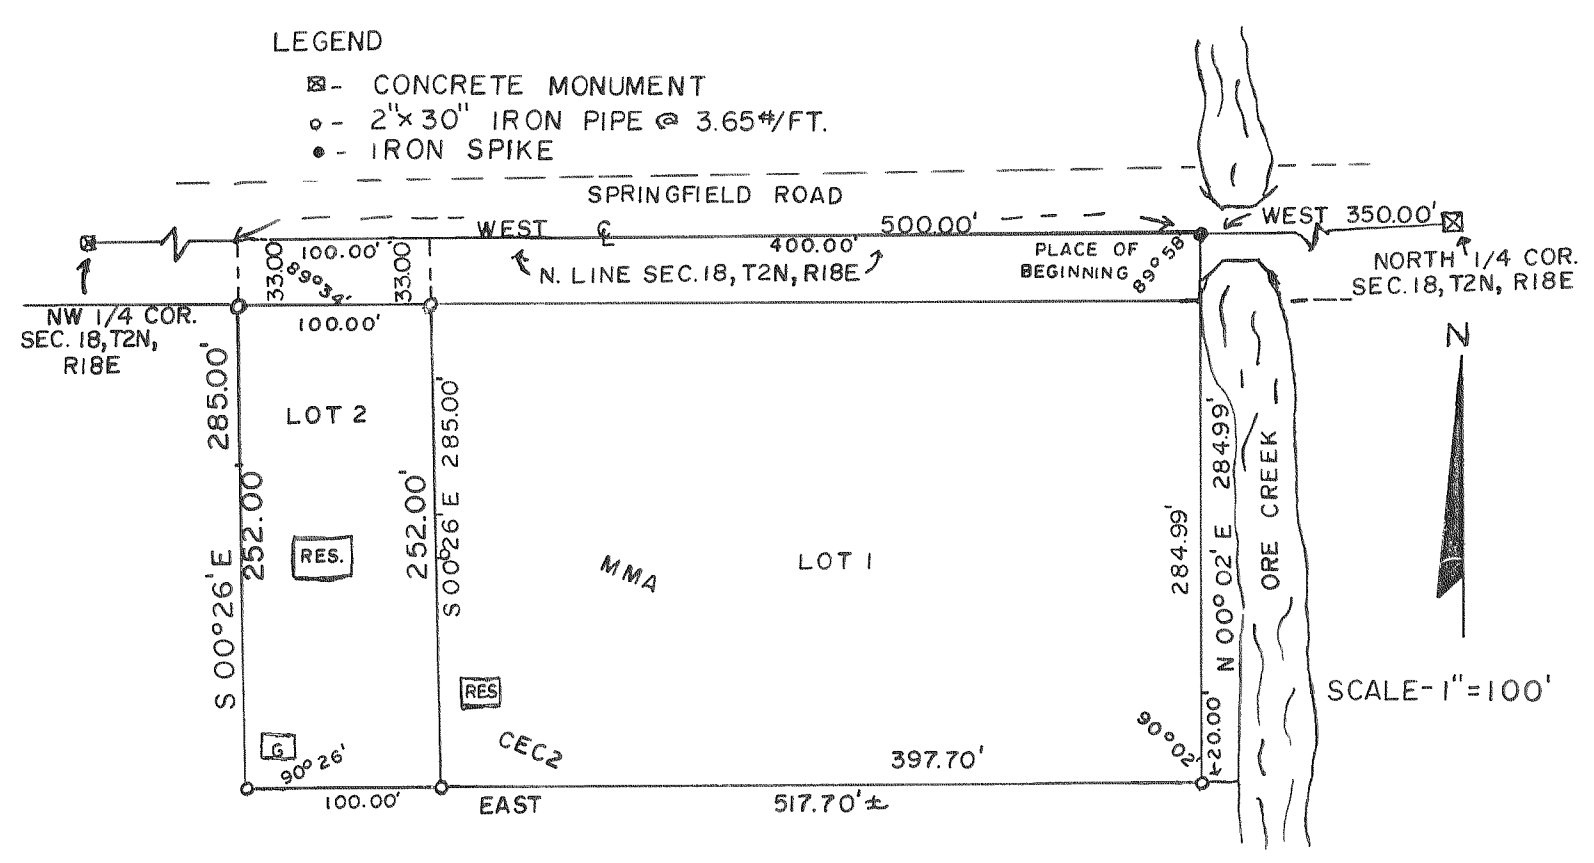 LEGEND
⊠ - CONCRETE MONUMENT
○ - 2"x 30" IRON PIPE @ 3.65#/FT.
● - IRON SPIKE
SPRINGFIELD ROAD
WEST
℄
500.00'
WEST 350.00'
100.00'
400.00'
33.00
33.00
89°34'
N. LINE SEC. 18, T2N, R18E
PLACE OF
BEGINNING
89°58'
NORTH 1/4 COR.
SEC. 18, T2N, R18E
NW 1/4 COR.
SEC. 18, T2N,
R18E
100.00'
N
285.00'
LOT 2
285.00'
284.99'
252.00'
252.00'
S 00°26' E
S 00°26' E
RES.
MMA
LOT 1
284.99'
N 00°02' E
ORE CREEK
RES
SCALE - 1"=100'
G
90°26'
CEC2
397.70'
90°02'
20.00'
100.00'
EAST
517.70'±